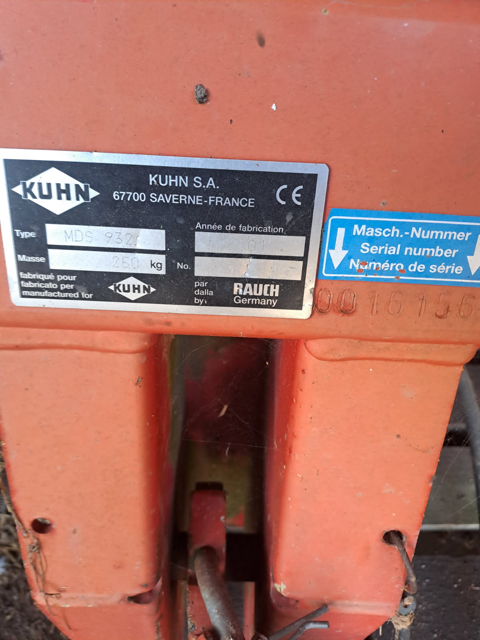 KUHN
KUHN S.A.
67700 SAVERNE-FRANCE
CE
Type
MDS 932
Année de fabrication
Masse
250 kg
No.
fabriqué pour
fabricato per
manufactured for
KUHN
par
dalla
by:
RAUCH
Germany
Masch.-Nummer
Serial number
Numéro de série
0016156